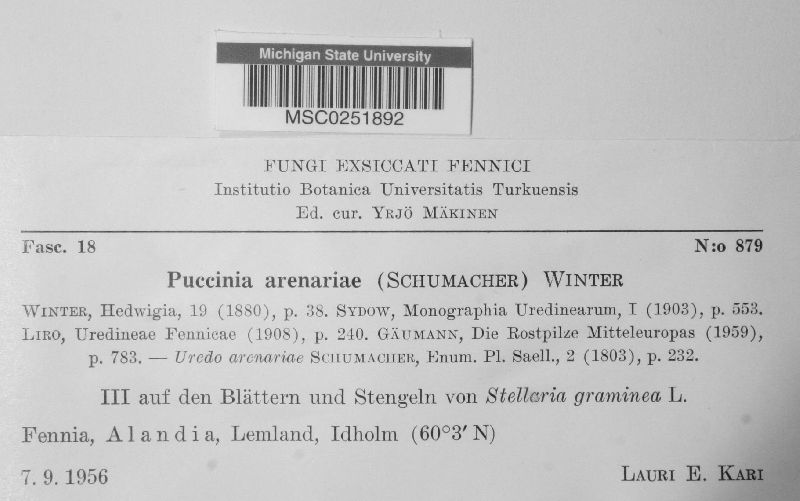 Michigan State University
MSC0251892
FUNGI EXSICCATI FENNICI
Institutio Botanica Universitatis Turkuensis
Ed. cur. YRJÖ MÄKINEN
Fasc. 18 N:o 879
Puccinia arenariae (SCHUMACHER) WINTER
WINTER, Hedwigia, 19 (1880), p. 38. SYDOW, Monographia Uredinearum, I (1903), p. 553.
LIRO, Uredineae Fennicae (1908), p. 240. GÄUMANN, Die Rostpilze Mitteleuropas (1959),
p. 783. — Uredo arenariae SCHUMACHER, Enum. Pl. Saell., 2 (1803), p. 232.
III auf den Blättern und Stengeln von Stellaria graminea L.
Fennia, Alandia, Lemland, Idholm (60°3′ N)
7. 9. 1956 LAURI E. KARI